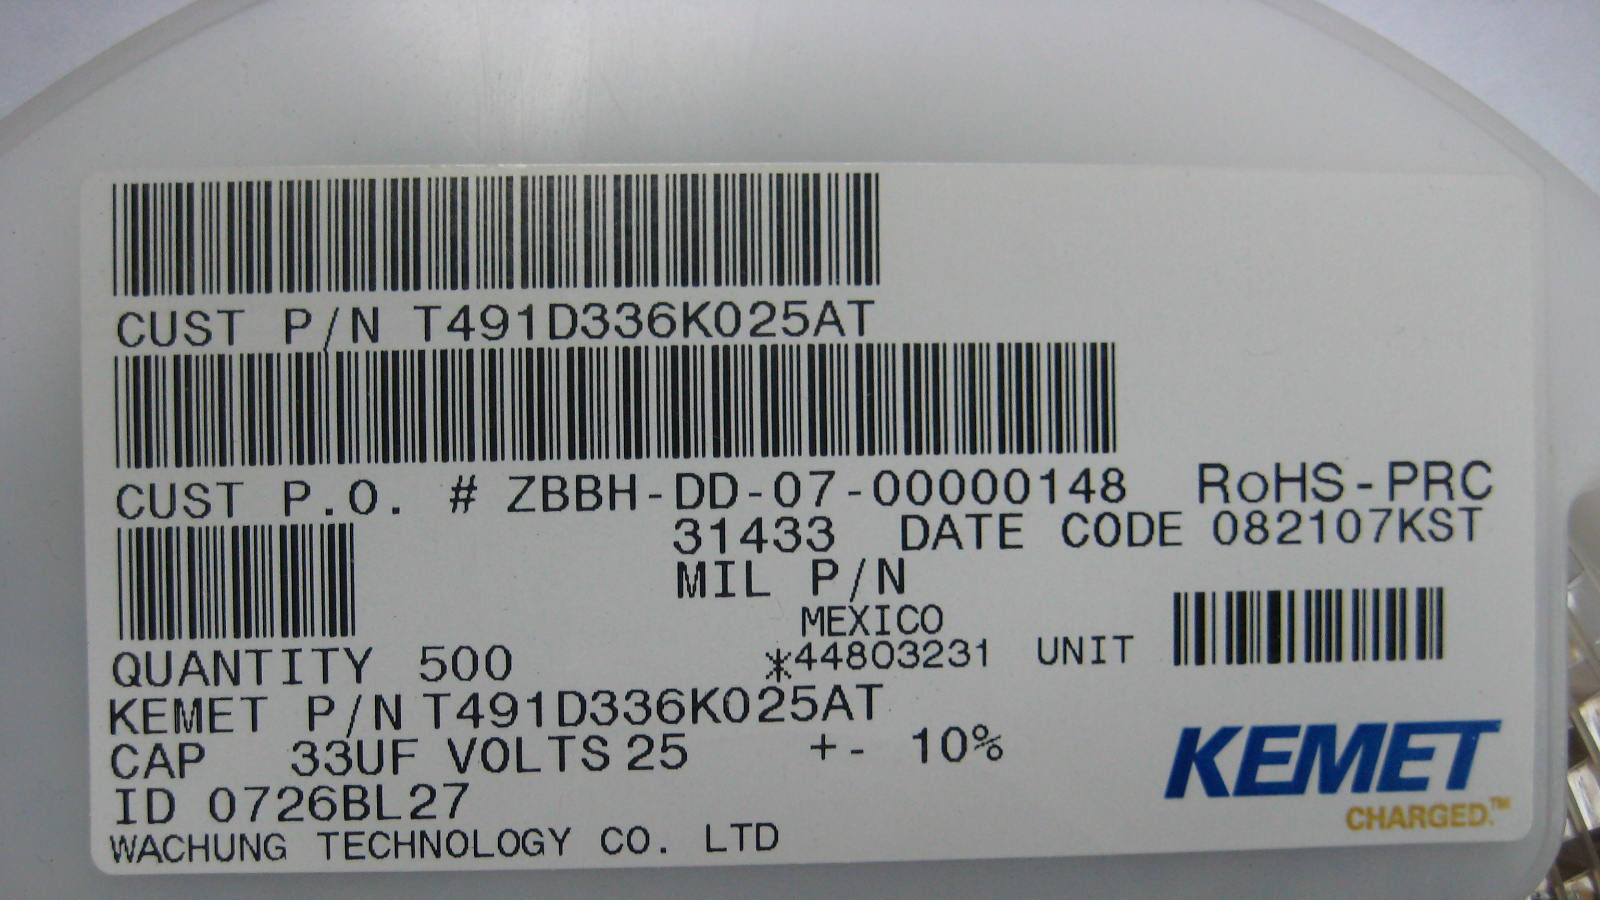 CUST P/N T491D336K025AT
CUST P.O. # ZBBH-DD-07-00000148 RoHS-PRC
31433 DATE CODE 082107KST
MIL P/N
MEXICO
QUANTITY 500 *44803231 UNIT
KEMET P/N T491D336K025AT
CAP 33UF VOLTS 25 +- 10%
ID 0726BL27
WACHUNG TECHNOLOGY CO. LTD
KEMET
CHARGED.™